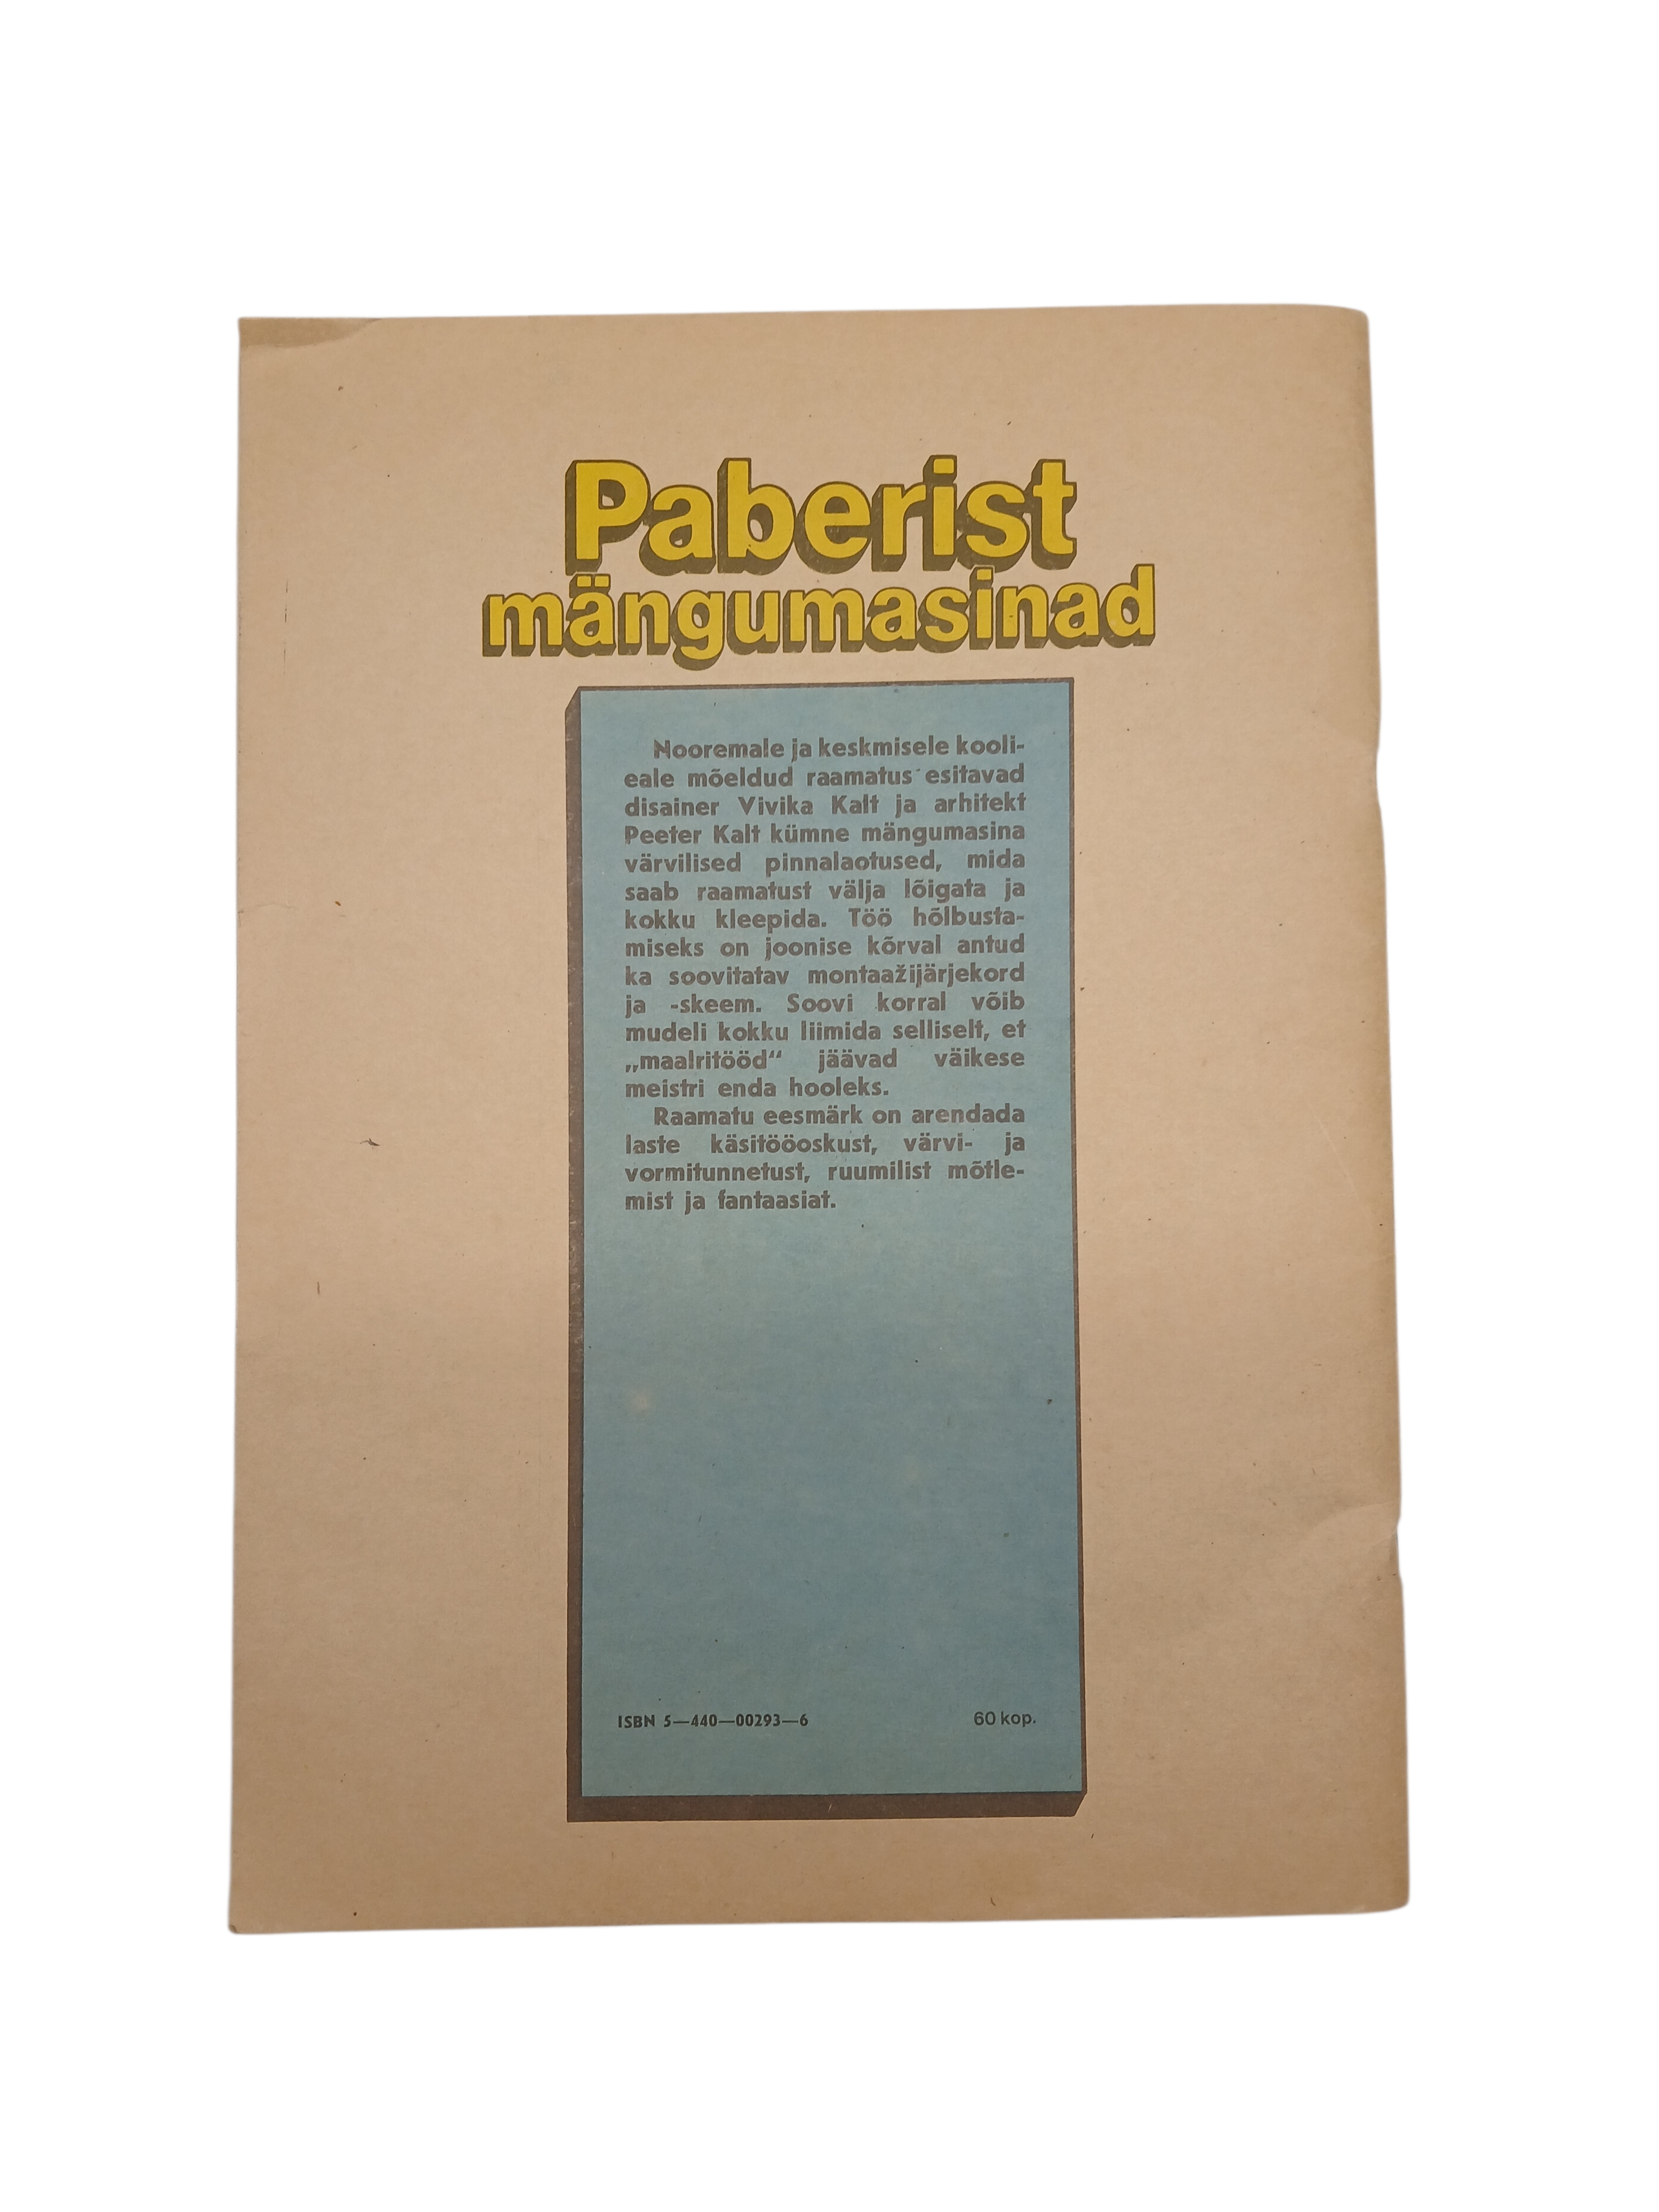 Paberist
mängumasinad
Nooremale ja keskmisele kooli-
eale mõeldud raamatus esitavad
disainer Vivika Kalt ja arhitekt
Peeter Kalt kümne mängumasina
värvilised pinnalaotused, mida
saab raamatust välja lõigata ja
kokku kleepida. Töö hõlbusta-
miseks on joonise kõrval antud
ka soovitatav montaažijärjekord
ja -skeem. Soovi korral võib
mudeli kokku liimida selliselt, et
„maalritööd“ jäävad väikese
meistri enda hooleks.
Raamatu eesmärk on arendada
laste käsitööoskust, värvi- ja
vormitunnetust, ruumilist mõtle-
mist ja fantaasiat.
ISBN 5—440—00293—6 60 kop.